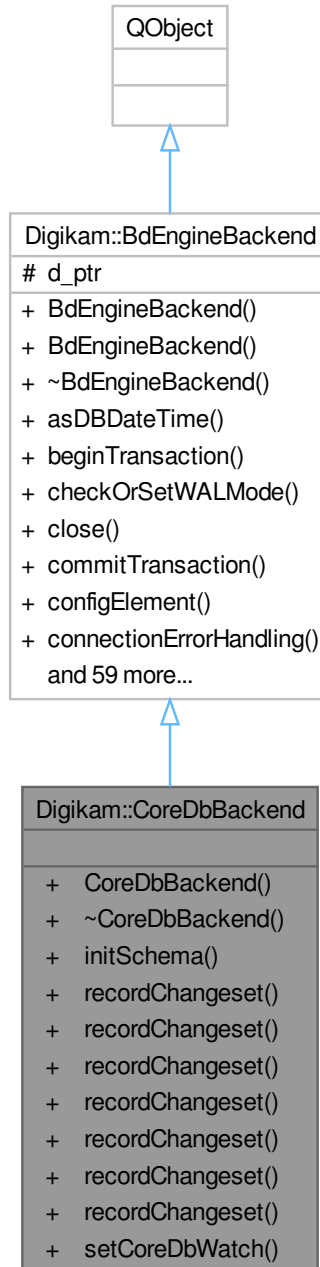 QObject
Digikam::BdEngineBackend
# d_ptr
+ BdEngineBackend()
+ BdEngineBackend()
+ ~BdEngineBackend()
+ asDBDateTime()
+ beginTransaction()
+ checkOrSetWALMode()
+ close()
+ commitTransaction()
+ configElement()
+ connectionErrorHandling()
and 59 more...
Digikam::CoreDbBackend
+ CoreDbBackend()
+ ~CoreDbBackend()
+ initSchema()
+ recordChangeset()
+ recordChangeset()
+ recordChangeset()
+ recordChangeset()
+ recordChangeset()
+ recordChangeset()
+ recordChangeset()
+ setCoreDbWatch()